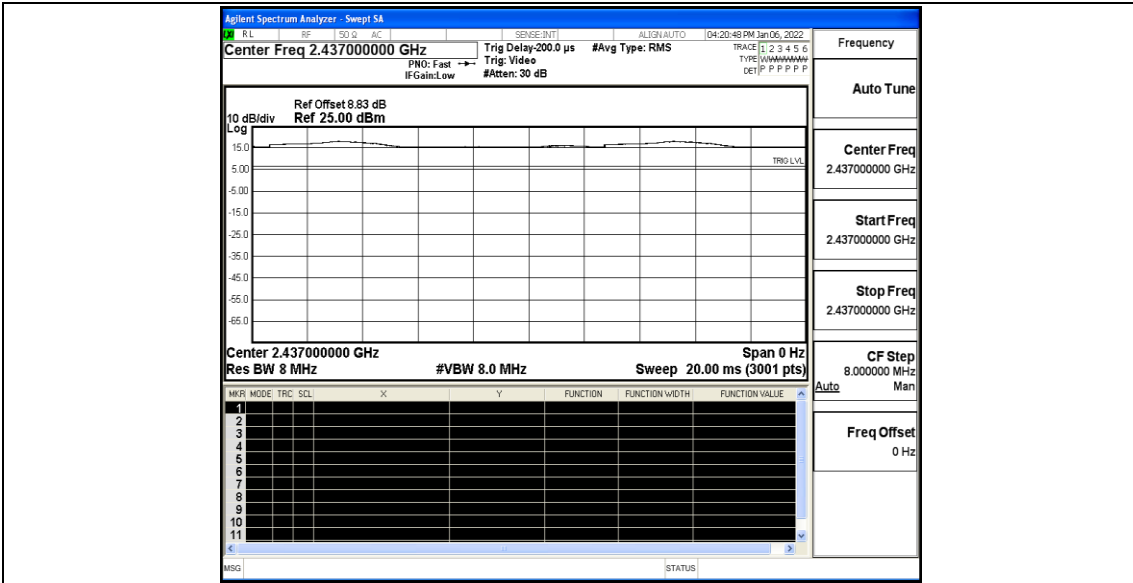 Agilent Spectrum Analyzer - Swept SA
RL RF 50 Ω AC SENSE:INT ALIGN AUTO 04:20:48 PM Jan 06, 2022
Center Freq 2.437000000 GHz
PNO: Fast
IFGain:Low
Trig Delay-200.0 µs
Trig: Video
#Atten: 30 dB
#Avg Type: RMS
TRACE 1 2 3 4 5 6
TYPE
DET P P P P P P
Ref Offset 8.83 dB
10 dB/div Ref 25.00 dBm
Log
15.0
5.00
-5.00
-15.0
-25.0
-35.0
-45.0
-55.0
-65.0
TRIG LVL
Center 2.437000000 GHz Span 0 Hz
Res BW 8 MHz #VBW 8.0 MHz Sweep 20.00 ms (3001 pts)
MKR MODE TRC SCL X Y FUNCTION FUNCTION WIDTH FUNCTION VALUE
1
2
3
4
5
6
7
8
9
10
11
MSG STATUS
Frequency
Auto Tune
Center Freq
2.437000000 GHz
Start Freq
2.437000000 GHz
Stop Freq
2.437000000 GHz
CF Step
8.000000 MHz
Auto Man
Freq Offset
0 Hz